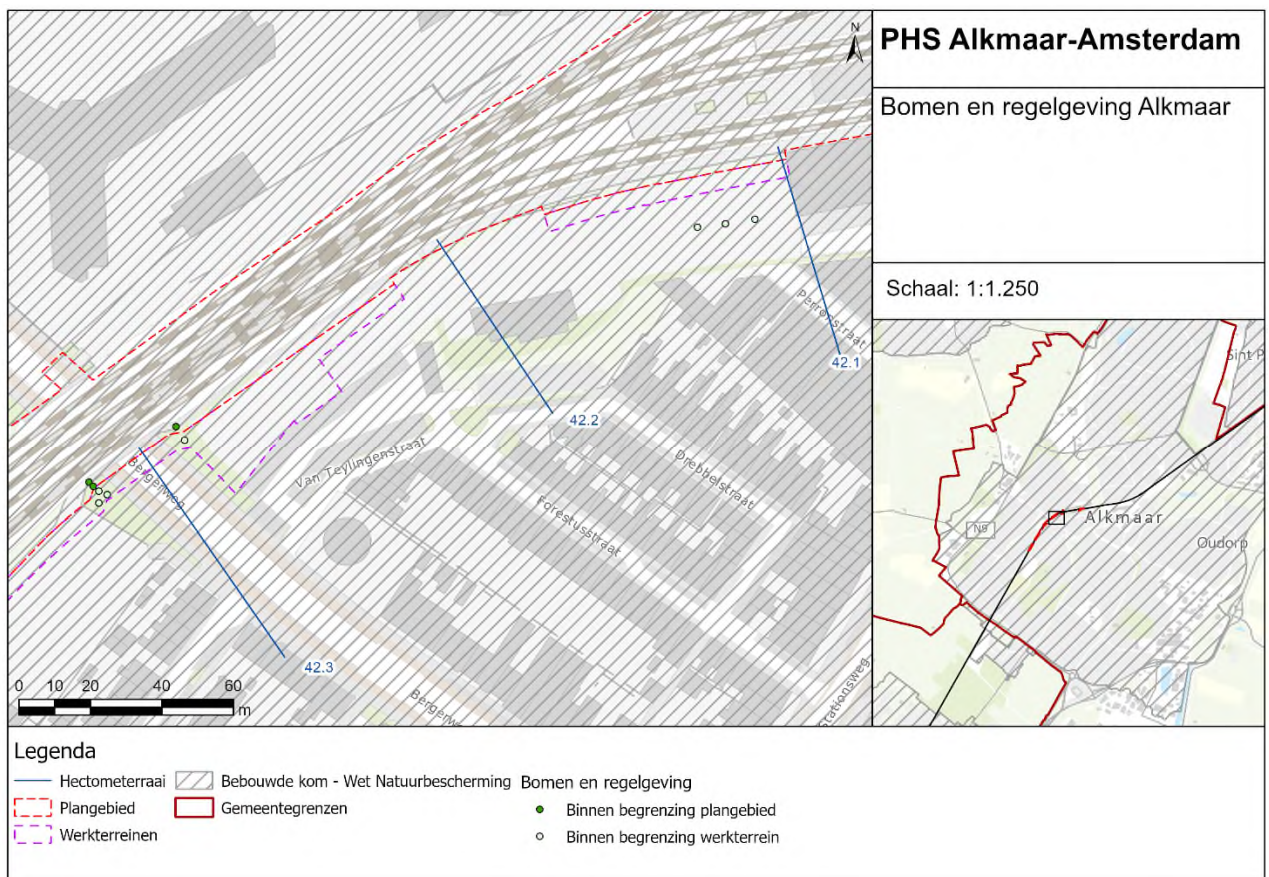 PHS Alkmaar-Amsterdam
Bomen en regelgeving Alkmaar
Schaal: 1:1.250
N
Perronstraat
42.1
42.2
Drebbelstraat
Van Teylingenstraat
Forestusstraat
Bergerweg
42.3
Bergerw
Stationsweg
0 10 20 40 60
m
Sint P
N9
Alkmaar
Oudorp
Legenda
Hectometerraai
Bebouwde kom - Wet Natuurbescherming
Bomen en regelgeving
Plangebied
Gemeentegrenzen
Binnen begrenzing plangebied
Werkterreinen
Binnen begrenzing werkterrein